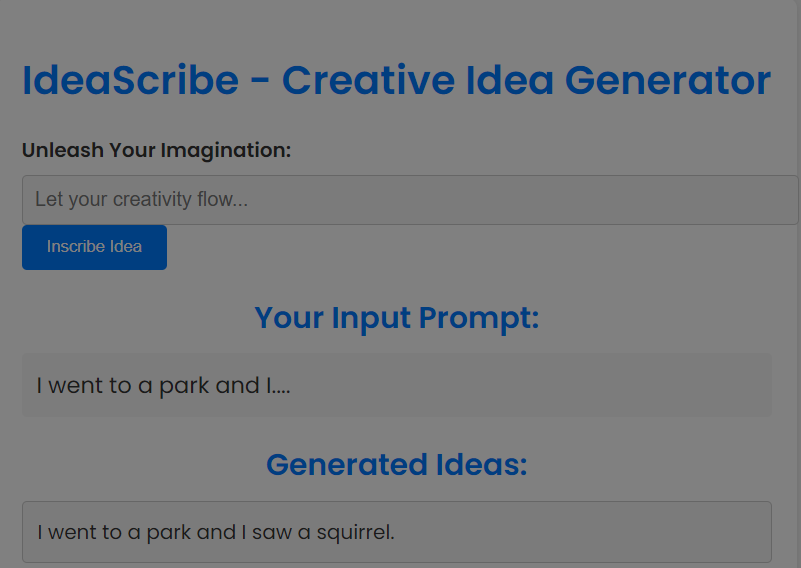 IdeaScribe - Creative Idea Generator
Unleash Your Imagination:
Let your creativity flow...
Inscribe Idea
Your Input Prompt:
I went to a park and I....
Generated Ideas:
I went to a park and I saw a squirrel.